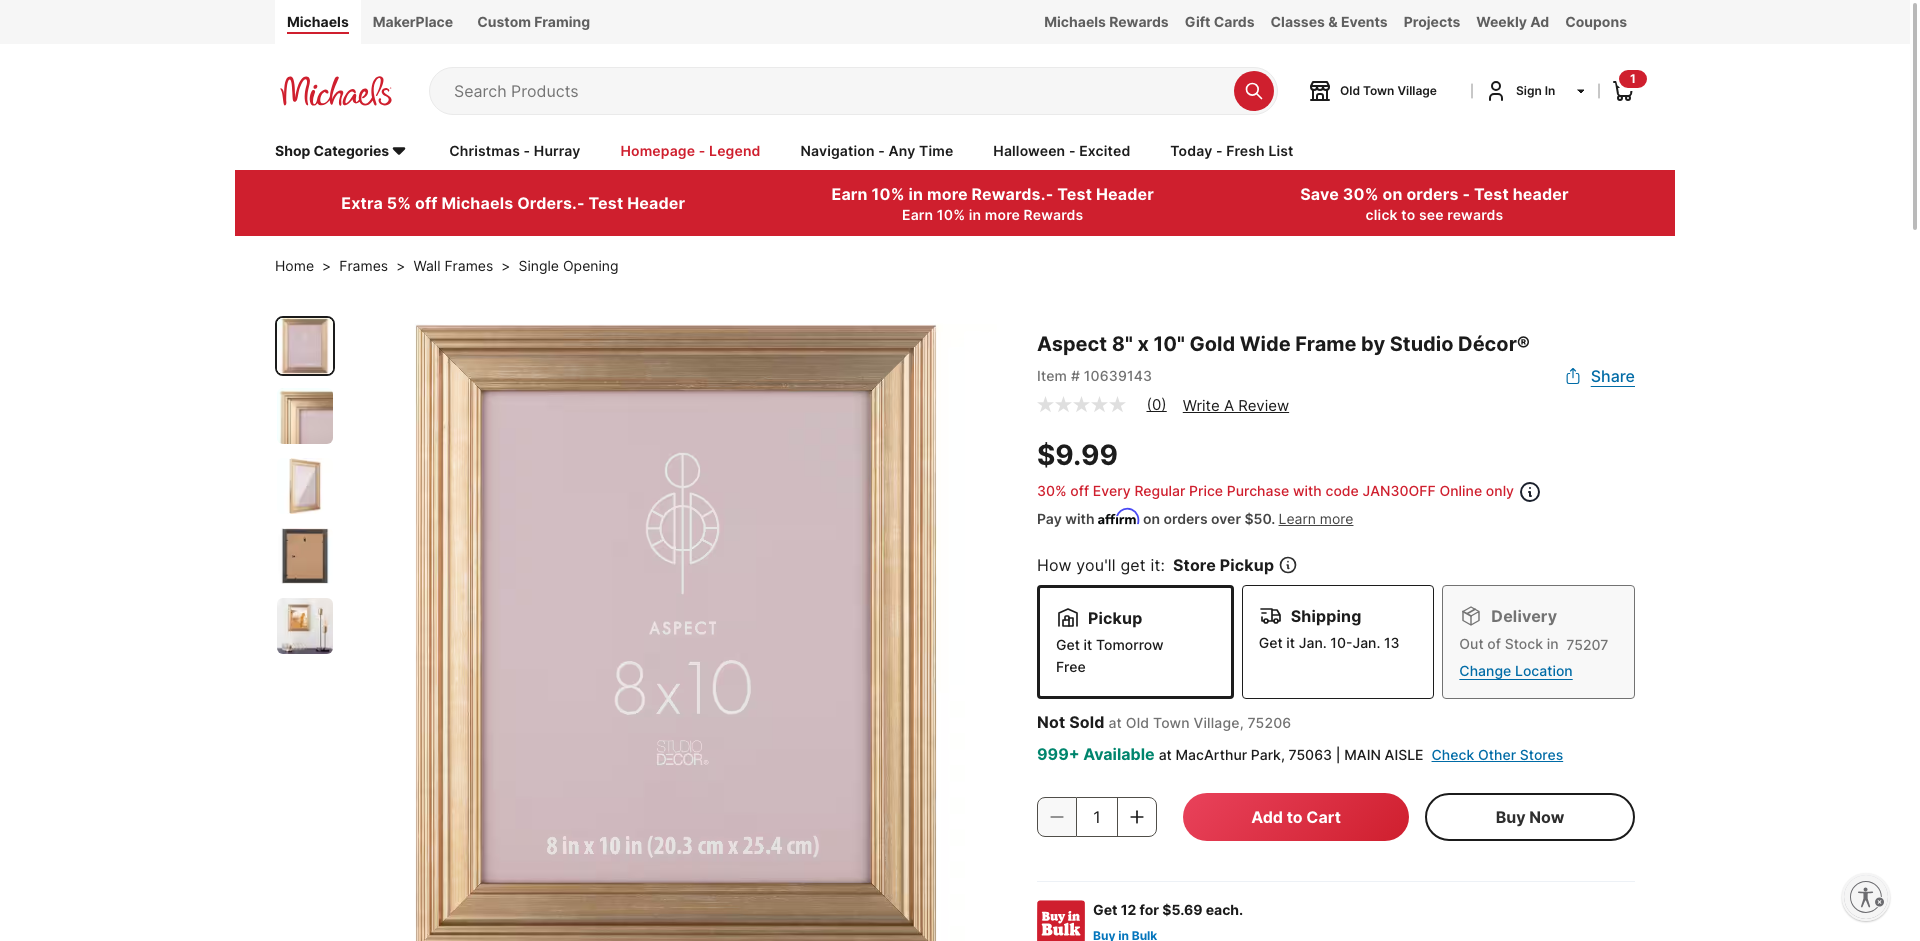 Michaels
MakerPlace
Custom Framing
Michaels Rewards
Gift Cards
Classes & Events
Projects
Weekly Ad
Coupons
Michaels
Search Products
Old Town Village
Sign In
1
Shop Categories
Christmas - Hurray
Homepage - Legend
Navigation - Any Time
Halloween - Excited
Today - Fresh List
Extra 5% off Michaels Orders.- Test Header
Earn 10% in more Rewards.- Test Header
Earn 10% in more Rewards
Save 30% on orders - Test header
click to see rewards
Home > Frames > Wall Frames > Single Opening
ASPECT
8x10
STUDIO
DECOR®
8 in x 10 in (20.3 cm x 25.4 cm)
Aspect 8" x 10" Gold Wide Frame by Studio Décor®
Item # 10639143
Share
(0) Write A Review
$9.99
30% off Every Regular Price Purchase with code JAN30OFF Online only
Pay with affirm on orders over $50. Learn more
How you'll get it: Store Pickup
Pickup
Get it Tomorrow
Free
Shipping
Get it Jan. 10-Jan. 13
Delivery
Out of Stock in 75207
Change Location
Not Sold at Old Town Village, 75206
999+ Available at MacArthur Park, 75063 | MAIN AISLE Check Other Stores
1
Add to Cart
Buy Now
Buy in
Bulk
Get 12 for $5.69 each.
Buy in Bulk